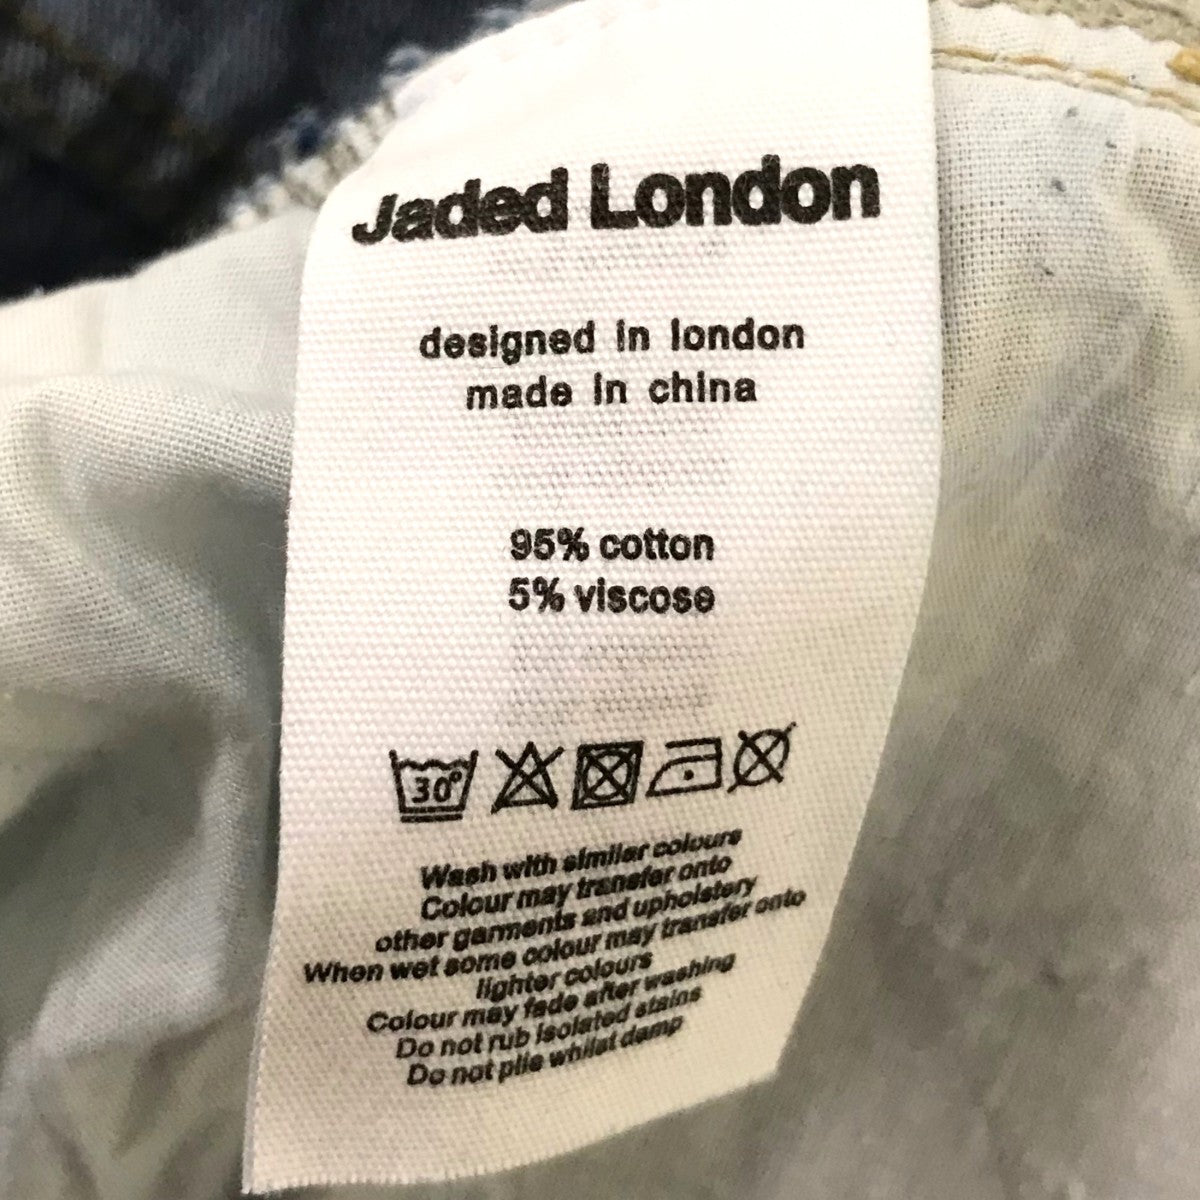 Jaded London
designed in london
made in china
95% cotton
5% viscose
30°
Wash with similar colours
Colour may transfer onto
other garments and upholstery
When wet some colour may transfer onto
lighter colours
Colour may fade after washing
Do not rub isolated stains
Do not plie whilst damp